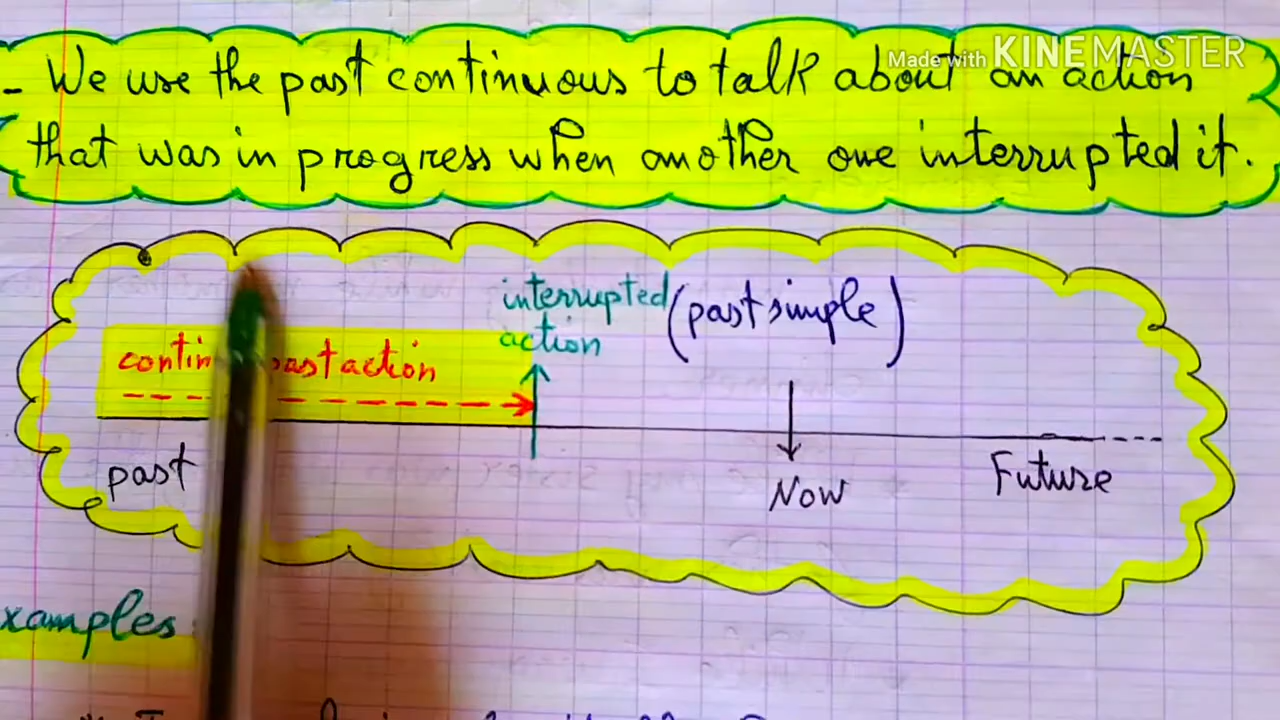 Made with KINEMASTER
- We use the past continuous to talk about an action
that was in progress when another one interrupted it.
interrupted (past simple)
action
past action
past
Now
Future
xamples